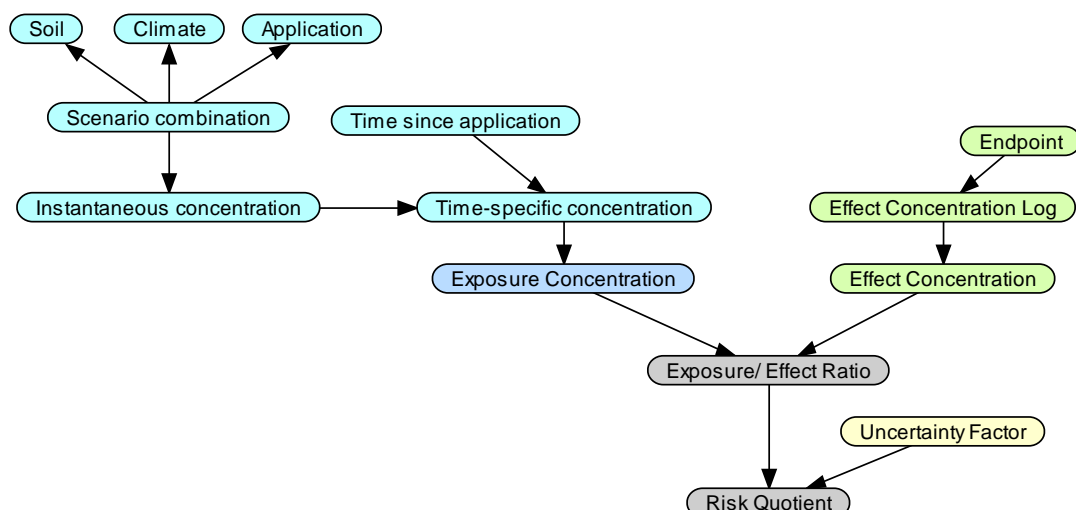 Soil
Climate
Application
Scenario combination
Time since application
Endpoint
Instantaneous concentration
Time-specific concentration
Effect Concentration Log
Exposure Concentration
Effect Concentration
Exposure/ Effect Ratio
Uncertainty Factor
Risk Quotient